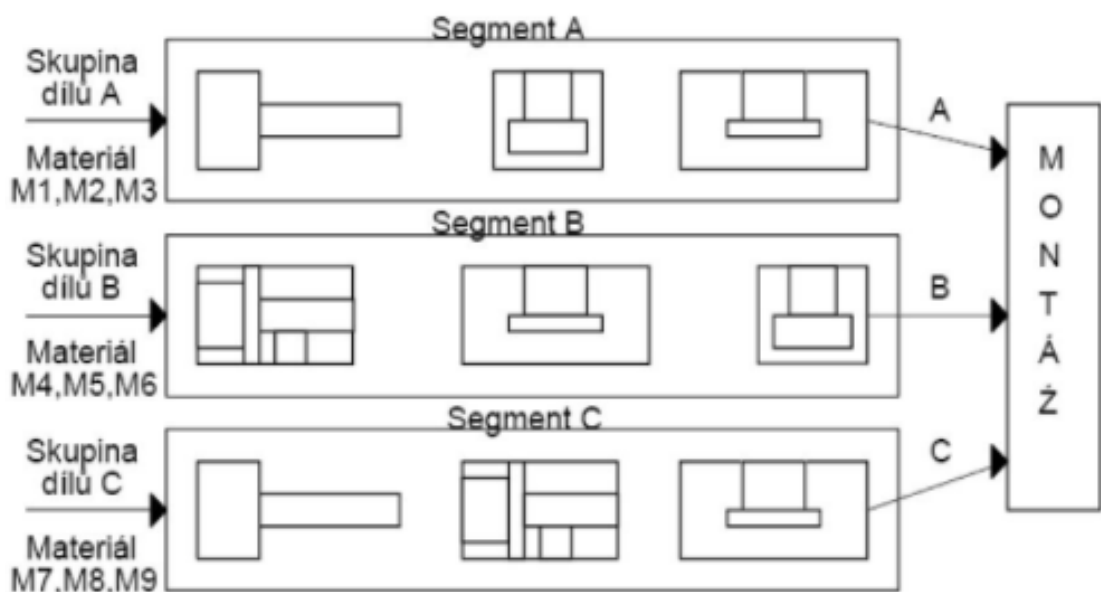 Segment A
Skupina
dílů A
Materiál
M1,M2,M3
A
Segment B
Skupina
dílů B
Materiál
M4,M5,M6
B
Segment C
Skupina
dílů C
Materiál
M7,M8,M9
C
M
O
N
T
Á
Ž